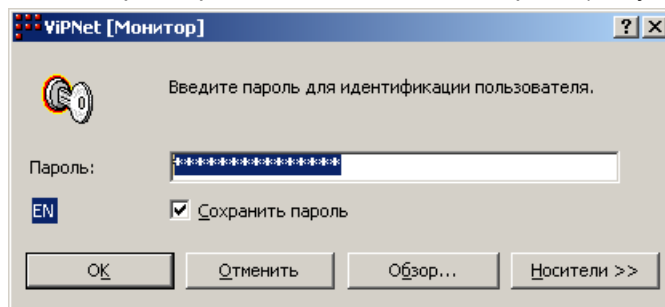 ViPNet [Монитор]
Введите пароль для идентификации пользователя.
Пароль: *****************
EN Сохранить пароль
OK Отменить Обзор... Носители >>